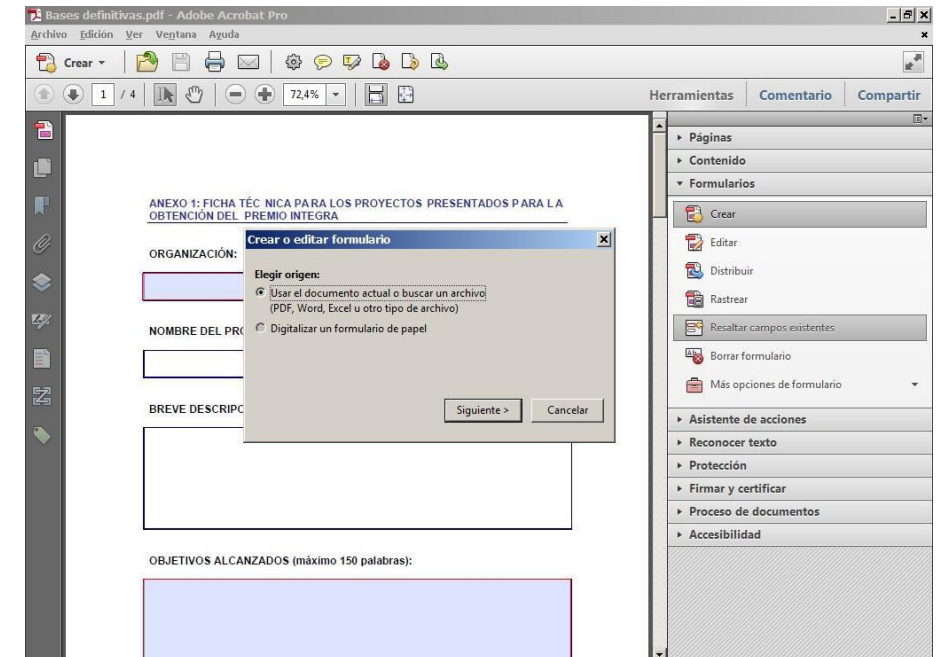 Bases definitivas.pdf - Adobe Acrobat Pro
Archivo Edición Ver Ventana Ayuda
Crear
1 / 4 72,4% Herramientas Comentario Compartir
ANEXO 1: FICHA TÉC NICA PARA LOS PROYECTOS PRESENTADOS PARA LA
OBTENCIÓN DEL PREMIO INTEGRA
ORGANIZACIÓN:
NOMBRE DEL PRO
BREVE DESCRIPC
OBJETIVOS ALCANZADOS (máximo 150 palabras):
Crear o editar formulario
Elegir origen:
Usar el documento actual o buscar un archivo
(PDF, Word, Excel u otro tipo de archivo)
Digitalizar un formulario de papel
Siguiente > Cancelar
Páginas
Contenido
Formularios
Crear
Editar
Distribuir
Rastrear
Resaltar campos existentes
Borrar formulario
Más opciones de formulario
Asistente de acciones
Reconocer texto
Protección
Firmar y certificar
Proceso de documentos
Accesibilidad